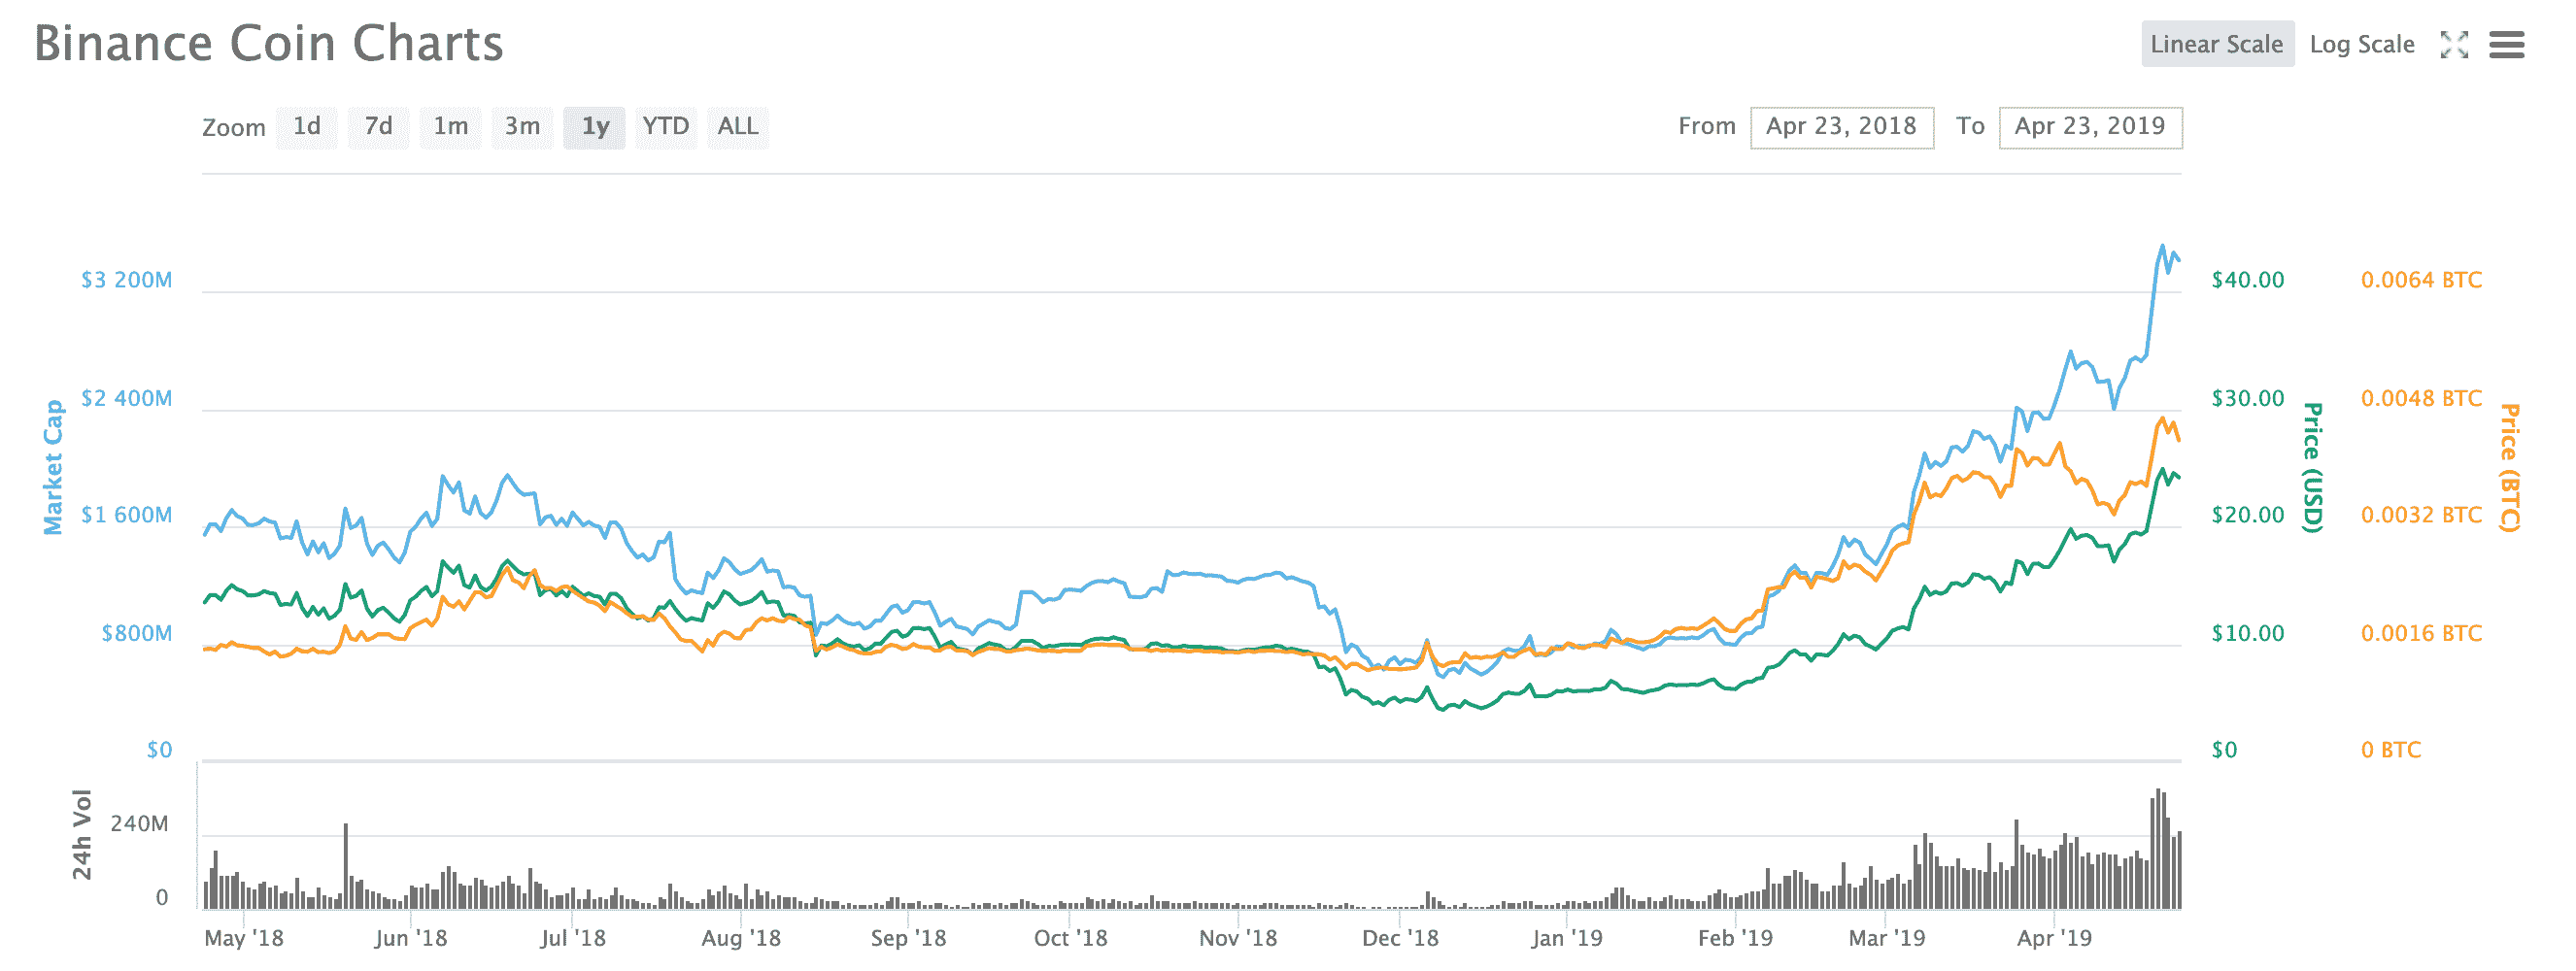 Binance Coin Charts
Linear Scale Log Scale
Zoom 1d 7d 1m 3m 1y YTD ALL
From Apr 23, 2018 To Apr 23, 2019
$3 200M
$2 400M
$1 600M
$800M
$0
Market Cap
$40.00
$30.00
$20.00
$10.00
$0
Price (USD)
0.0064 BTC
0.0048 BTC
0.0032 BTC
0.0016 BTC
0 BTC
Price (BTC)
24h Vol
240M
0
May '18 Jun '18 Jul '18 Aug '18 Sep '18 Oct '18 Nov '18 Dec '18 Jan '19 Feb '19 Mar '19 Apr '19